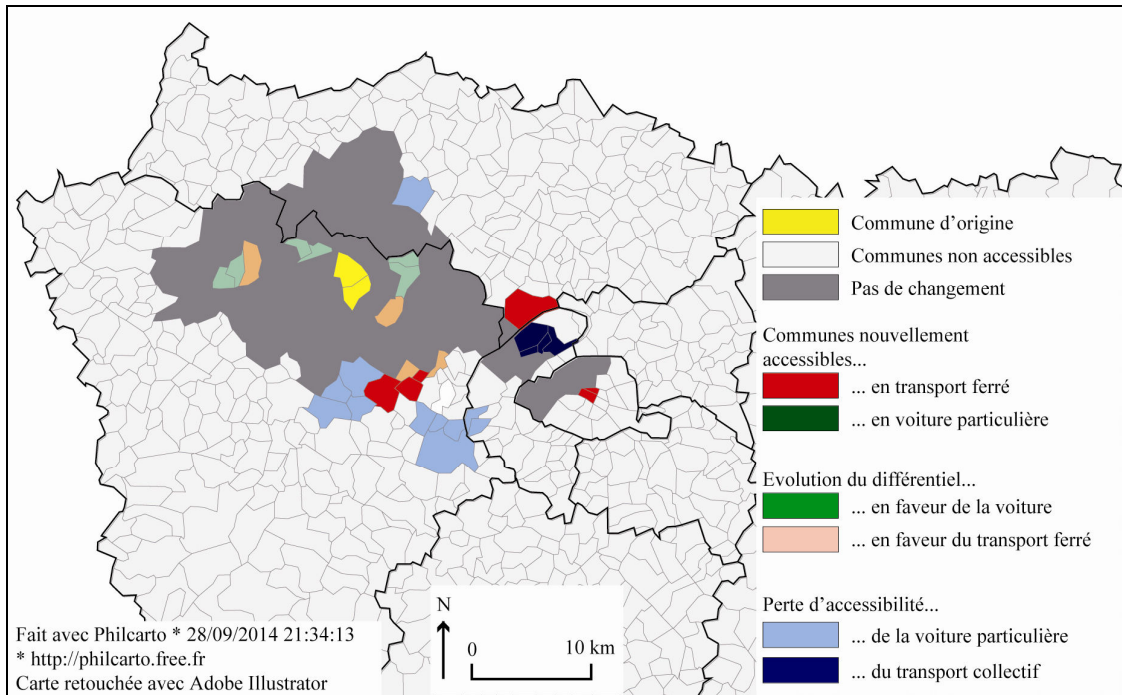 Commune d'origine
Communes non accessibles
Pas de changement
Communes nouvellement
accessibles...
... en transport ferré
... en voiture particulière
Evolution du différentiel...
... en faveur de la voiture
... en faveur du transport ferré
Perte d'accessibilité...
... de la voiture particulière
... du transport collectif
N
0 10 km
Fait avec Philcarto * 28/09/2014 21:34:13
* http://philcarto.free.fr
Carte retouchée avec Adobe Illustrator